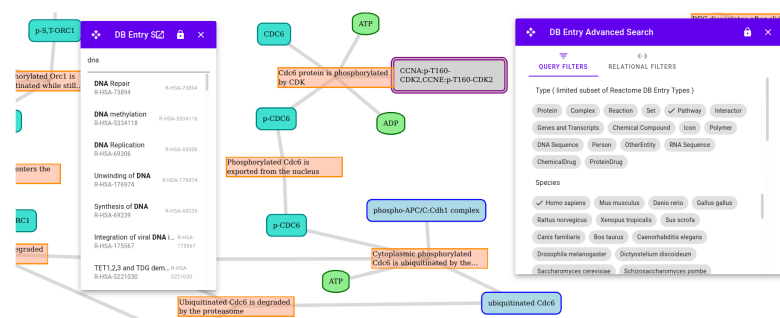 p-S,T-ORC1
horylated Orc1 is
tinated while still...
enters the
RC1
egraded
DB Entry S
dna
DNA Repair
R-HSA-73894
R-HSA-73894
DNA methylation
R-HSA-5334118
R-HSA-5334118
DNA Replication
R-HSA-69306
R-HSA-69306
Unwinding of DNA
R-HSA-176974
R-HSA-176974
Synthesis of DNA
R-HSA-69239
R-HSA-69239
Integration of viral DNA i...
R-HSA-175567
R-HSA-
175567
TET1,2,3 and TDG dem...
R-HSA-5221030
R-HSA-
5221030
CDC6
ATP
Cdc6 protein is phosphorylated
by CDK
CCNA:p-T160-
CDK2,CCNE:p-T160-CDK2
p-CDC6
ADP
Phosphorylated Cdc6 is
exported from the nucleus
p-CDC6
phospho-APC/C:Cdh1 complex
Cytoplasmic phosphorylated
Cdc6 is ubiquitinated by the...
ATP
Ubiquitinated Cdc6 is degraded
by the proteasome
ubiquitinated Cdc6
DB Entry Advanced Search
QUERY FILTERS
RELATIONAL FILTERS
Type ( limited subset of Reactome DB Entry Types )
Protein
Complex
Reaction
Set
Pathway
Interactor
Genes and Transcripts
Chemical Compound
Icon
Polymer
DNA Sequence
Person
OtherEntity
RNA Sequence
ChemicalDrug
ProteinDrug
Species
Homo sapiens
Mus musculus
Danio rerio
Gallus gallus
Rattus norvegicus
Xenopus tropicalis
Sus scrofa
Canis familiaris
Bos taurus
Caenorhabditis elegans
Drosophila melanogaster
Dictyostelium discoideum
Saccharomyces cerevisiae
Schizosaccharomyces pombe